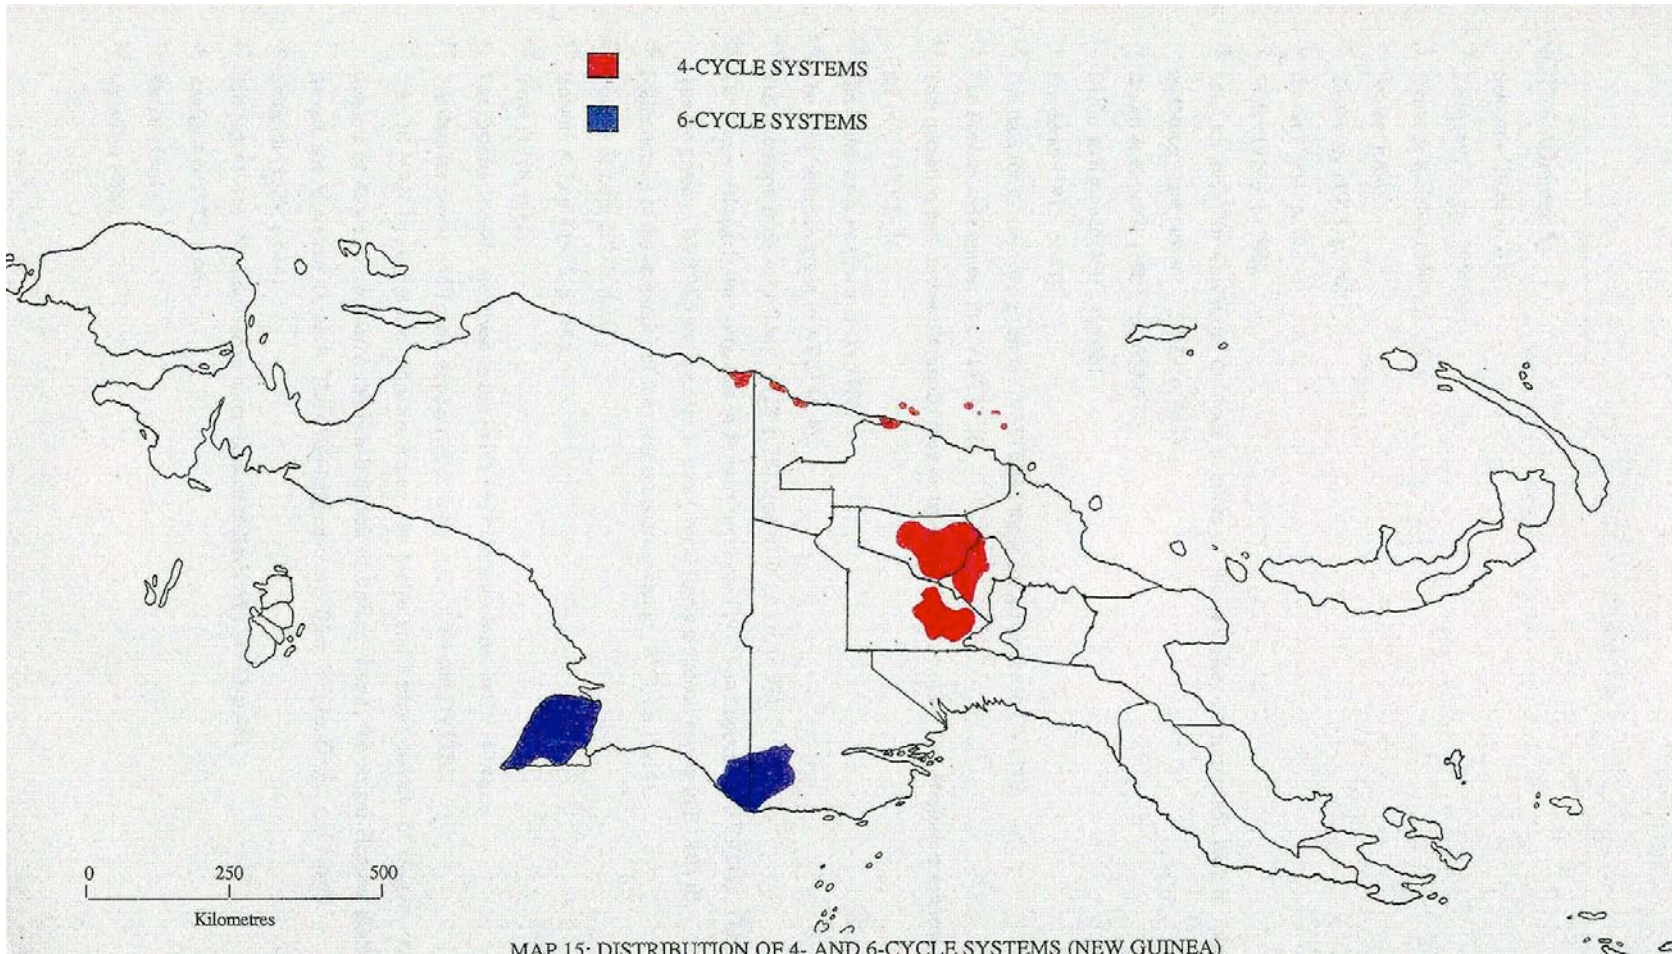 4-CYCLE SYSTEMS
6-CYCLE SYSTEMS
0 250 500
Kilometres
MAP 15: DISTRIBUTION OF 4- AND 6-CYCLE SYSTEMS (NEW GUINEA)